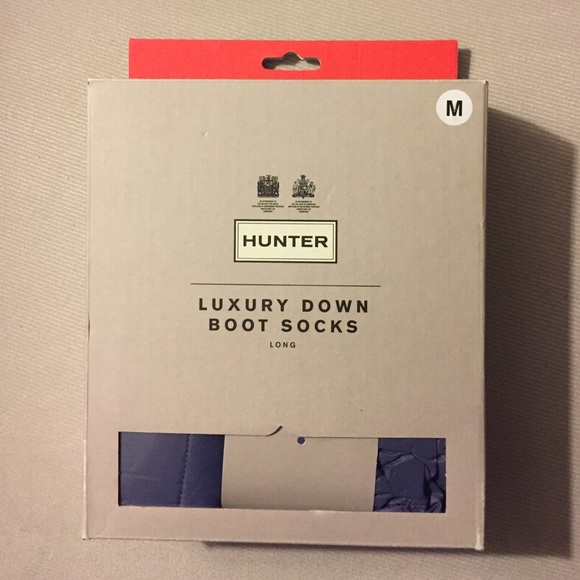 M
HUNTER
LUXURY DOWN
BOOT SOCKS
LONG